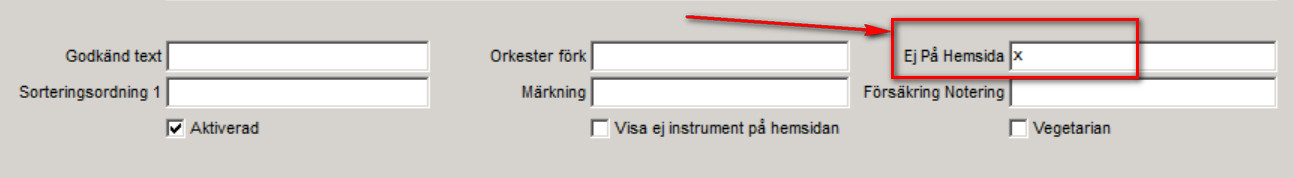 Godkänd text Orkester förk Ej På Hemsida x
Sorteringsordning 1 Märkning Försäkring Notering
Aktiverad Visa ej instrument på hemsidan Vegetarian